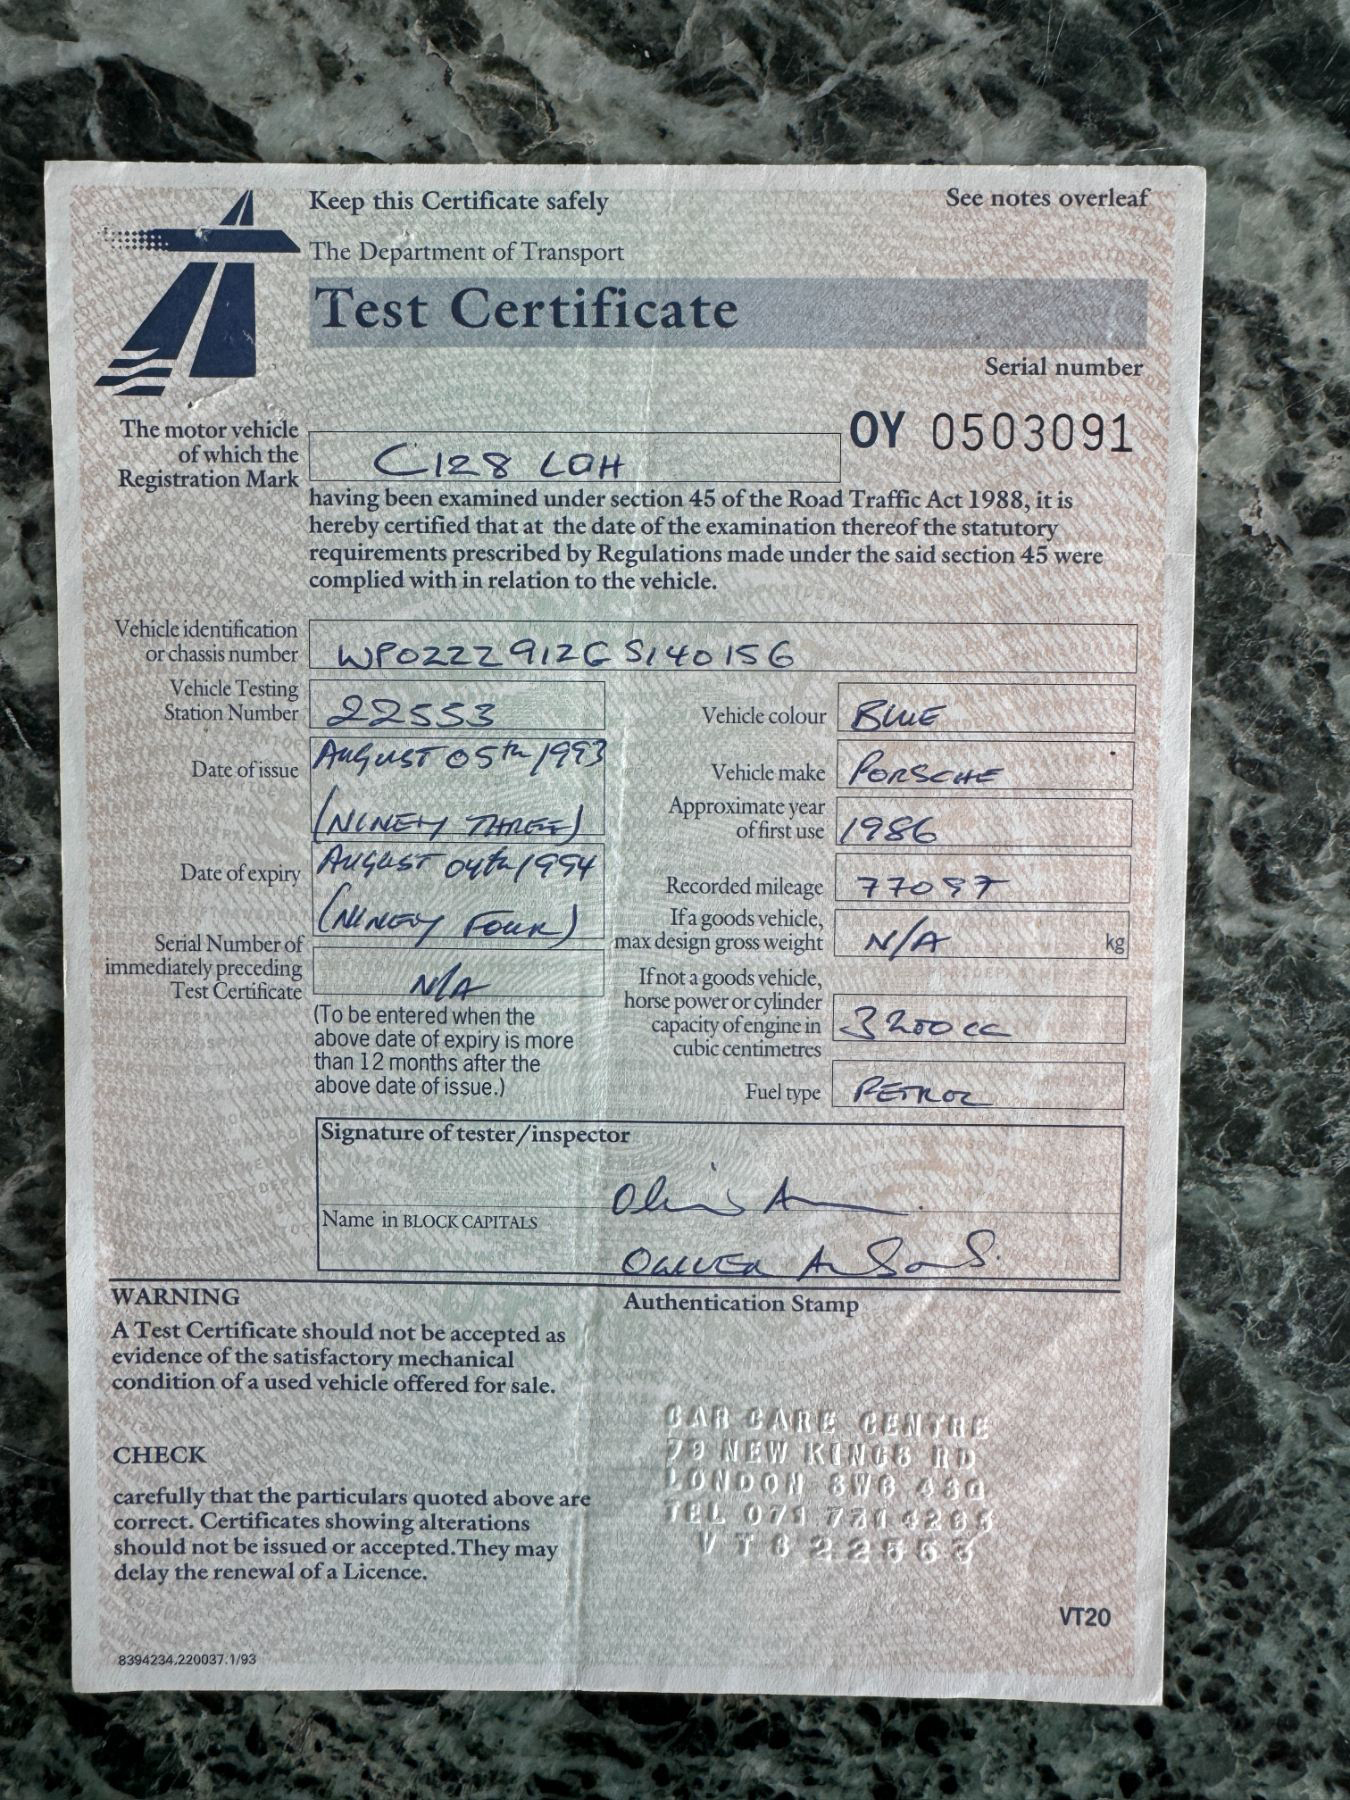 Keep this Certificate safely
See notes overleaf
The Department of Transport
Test Certificate
Serial number
OY 0503091
The motor vehicle
of which the
Registration Mark
C128 LOH
having been examined under section 45 of the Road Traffic Act 1988, it is
hereby certified that at the date of the examination thereof the statutory
requirements prescribed by Regulations made under the said section 45 were
complied with in relation to the vehicle.
Vehicle identification
or chassis number
WP0ZZZ91ZGS140156
Vehicle Testing
Station Number
22553
Vehicle colour
BLUE
Date of issue
AUGUST 05th/1993
(NINETY THREE)
Vehicle make
PORSCHE
Approximate year
of first use
1986
Date of expiry
AUGUST 04th/1994
(NINETY FOUR)
Recorded mileage
77097
If a goods vehicle,
max design gross weight
N/A
kg
Serial Number of
immediately preceding
Test Certificate
N/A
(To be entered when the
above date of expiry is more
than 12 months after the
above date of issue.)
If not a goods vehicle,
horse power or cylinder
capacity of engine in
cubic centimetres
3200cc
Fuel type
PETROL
Signature of tester/inspector
Name in BLOCK CAPITALS
WARNING
A Test Certificate should not be accepted as
evidence of the satisfactory mechanical
condition of a used vehicle offered for sale.
Authentication Stamp
CAR CARE CENTRE
79 NEW KINGS RD
LONDON SW6 4SQ
TEL 071
VTS 22553
CHECK
carefully that the particulars quoted above are
correct. Certificates showing alterations
should not be issued or accepted. They may
delay the renewal of a Licence.
VT20
8394234.220037.1/93